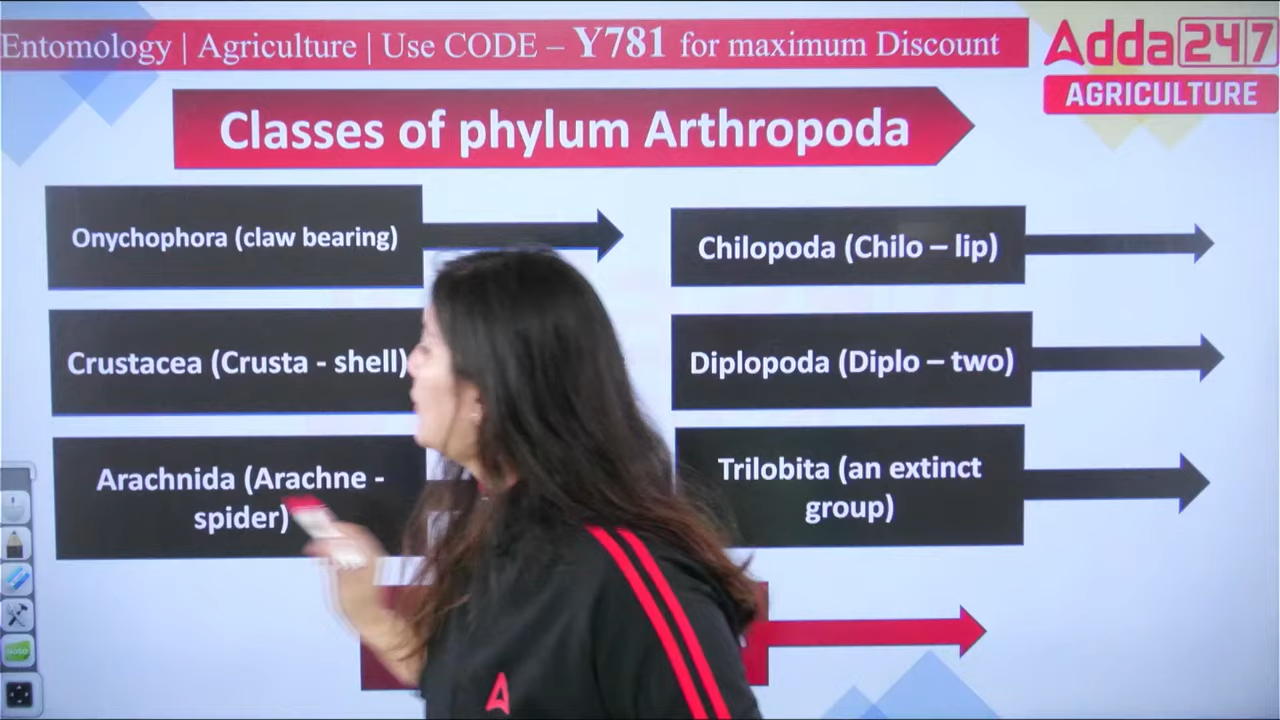 Entomology | Agriculture | Use CODE – Y781 for maximum Discount
Adda247
AGRICULTURE
Classes of phylum Arthropoda
Onychophora (claw bearing)
Crustacea (Crusta - shell)
Arachnida (Arachne -
spider)
Chilopoda (Chilo – lip)
Diplopoda (Diplo – two)
Trilobita (an extinct
group)